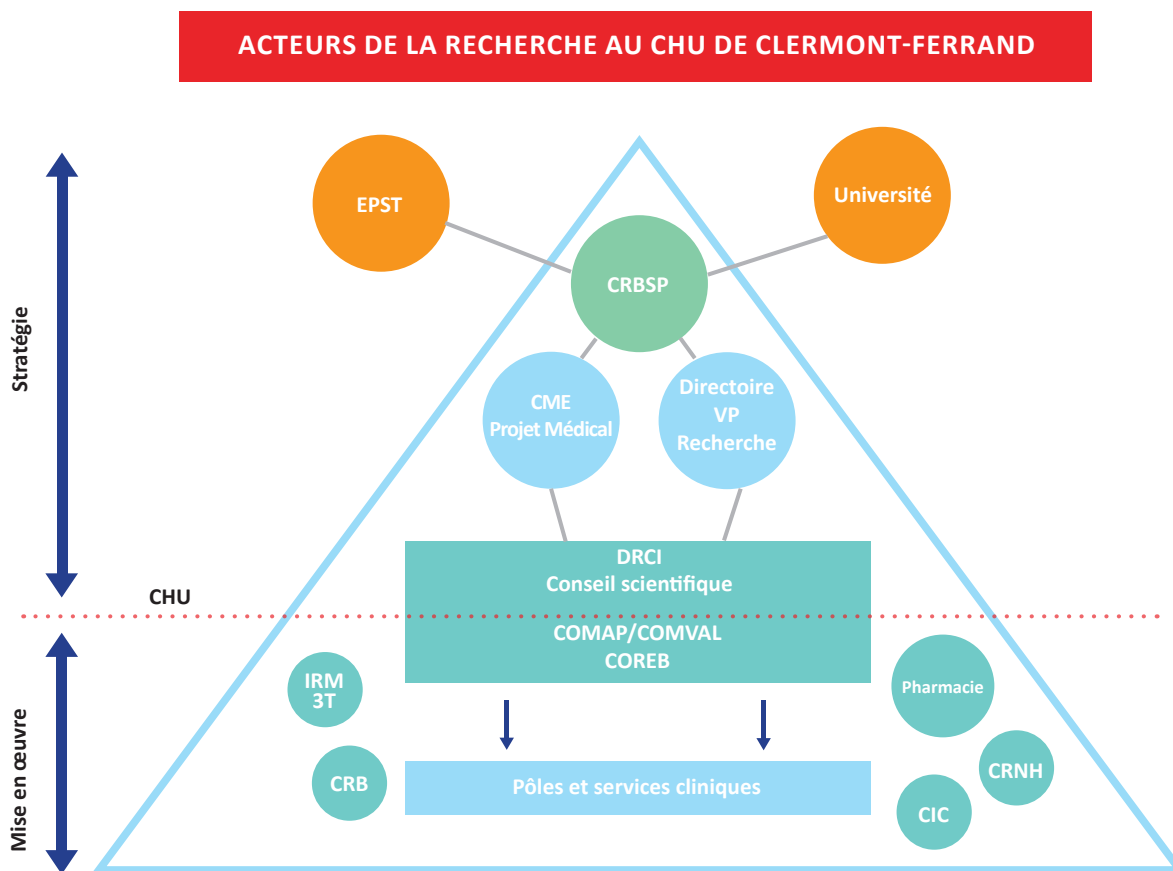 ACTEURS DE LA RECHERCHE AU CHU DE CLERMONT-FERRAND
EPST
Université
CRBSP
Stratégie
CME
Projet Médical
Directoire
VP
Recherche
DRCI
Conseil scientifique
CHU
COMAP/COMVAL
COREB
Mise en œuvre
IRM
3T
Pharmacie
CRB
Pôles et services cliniques
CRNH
CIC